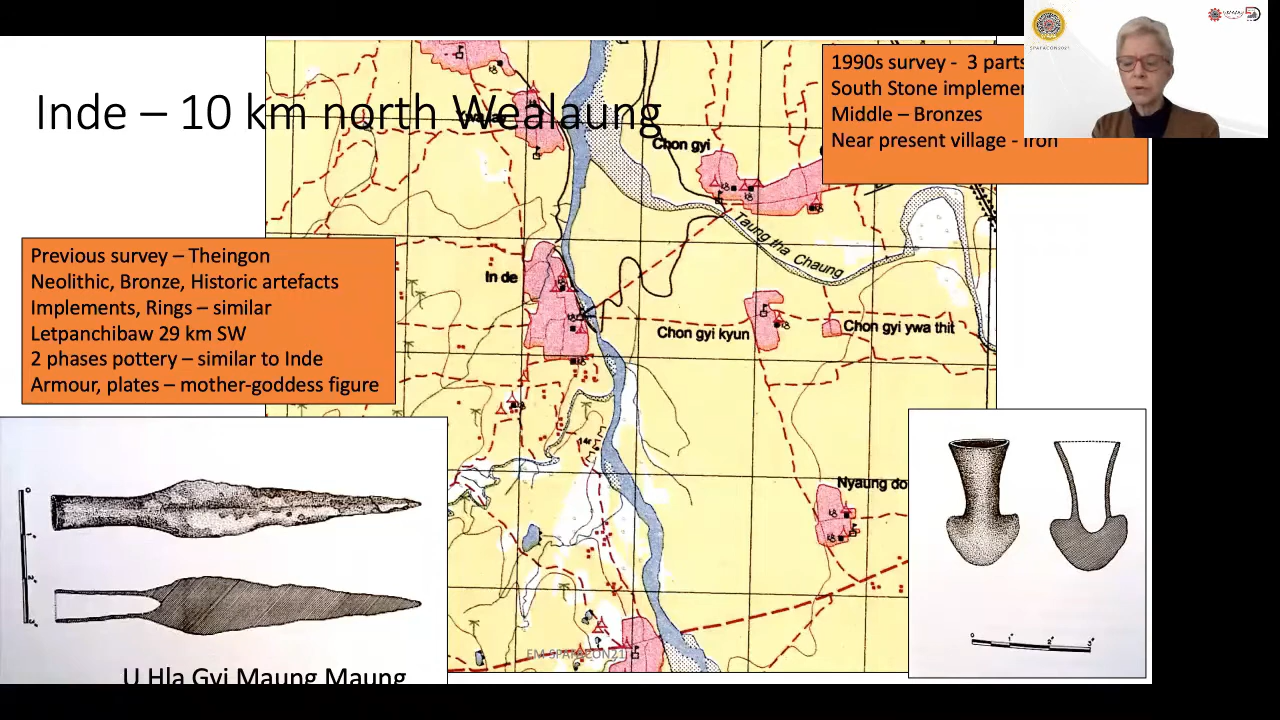 Inde – 10 km north Wealaung
1990s survey - 3 parts
South Stone implemen
Middle – Bronzes
Near present village - Iron
Previous survey – Theingon
Neolithic, Bronze, Historic artefacts
Implements, Rings – similar
Letpanchibaw 29 km SW
2 phases pottery – similar to Inde
Armour, plates – mother-goddess figure
Chon gyi
Taung tha Chaung
In de
Chon gyi kyun
Chon gyi ywa thit
Nyaung do
EM SPAFACON21
U Hla Gyi Maung Maung
SPAFACON2021